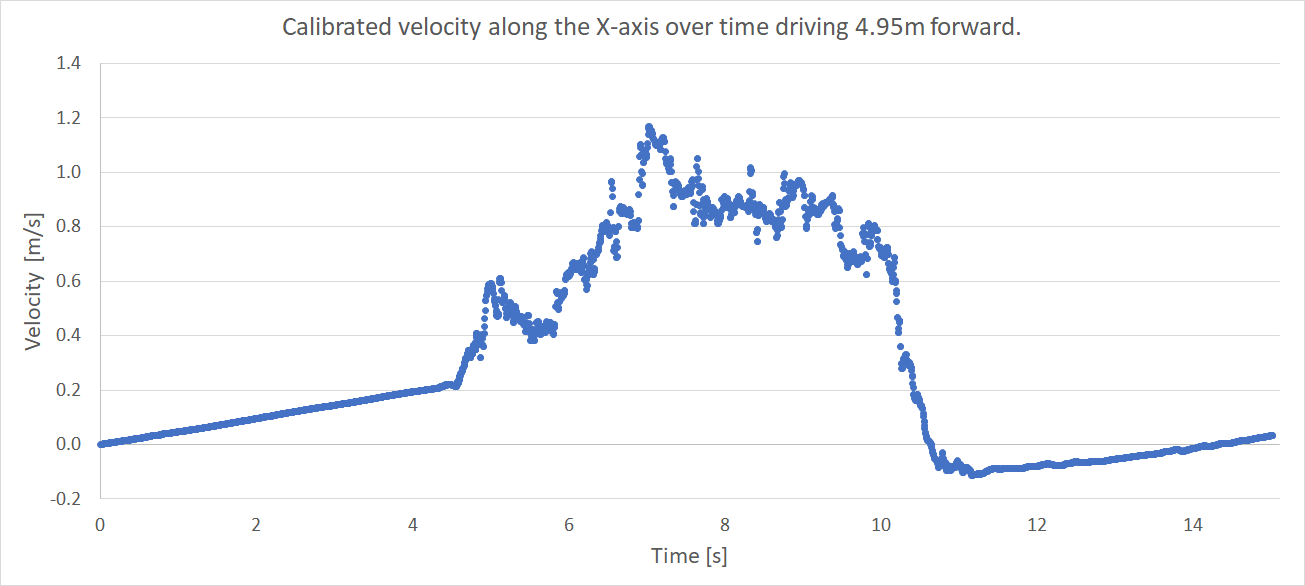 Calibrated velocity along the X-axis over time driving 4.95m forward.
1.4
1.2
1.0
0.8
0.6
0.4
0.2
0.0
-0.2
Velocity [m/s]
0 2 4 6 8 10 12 14
Time [s]